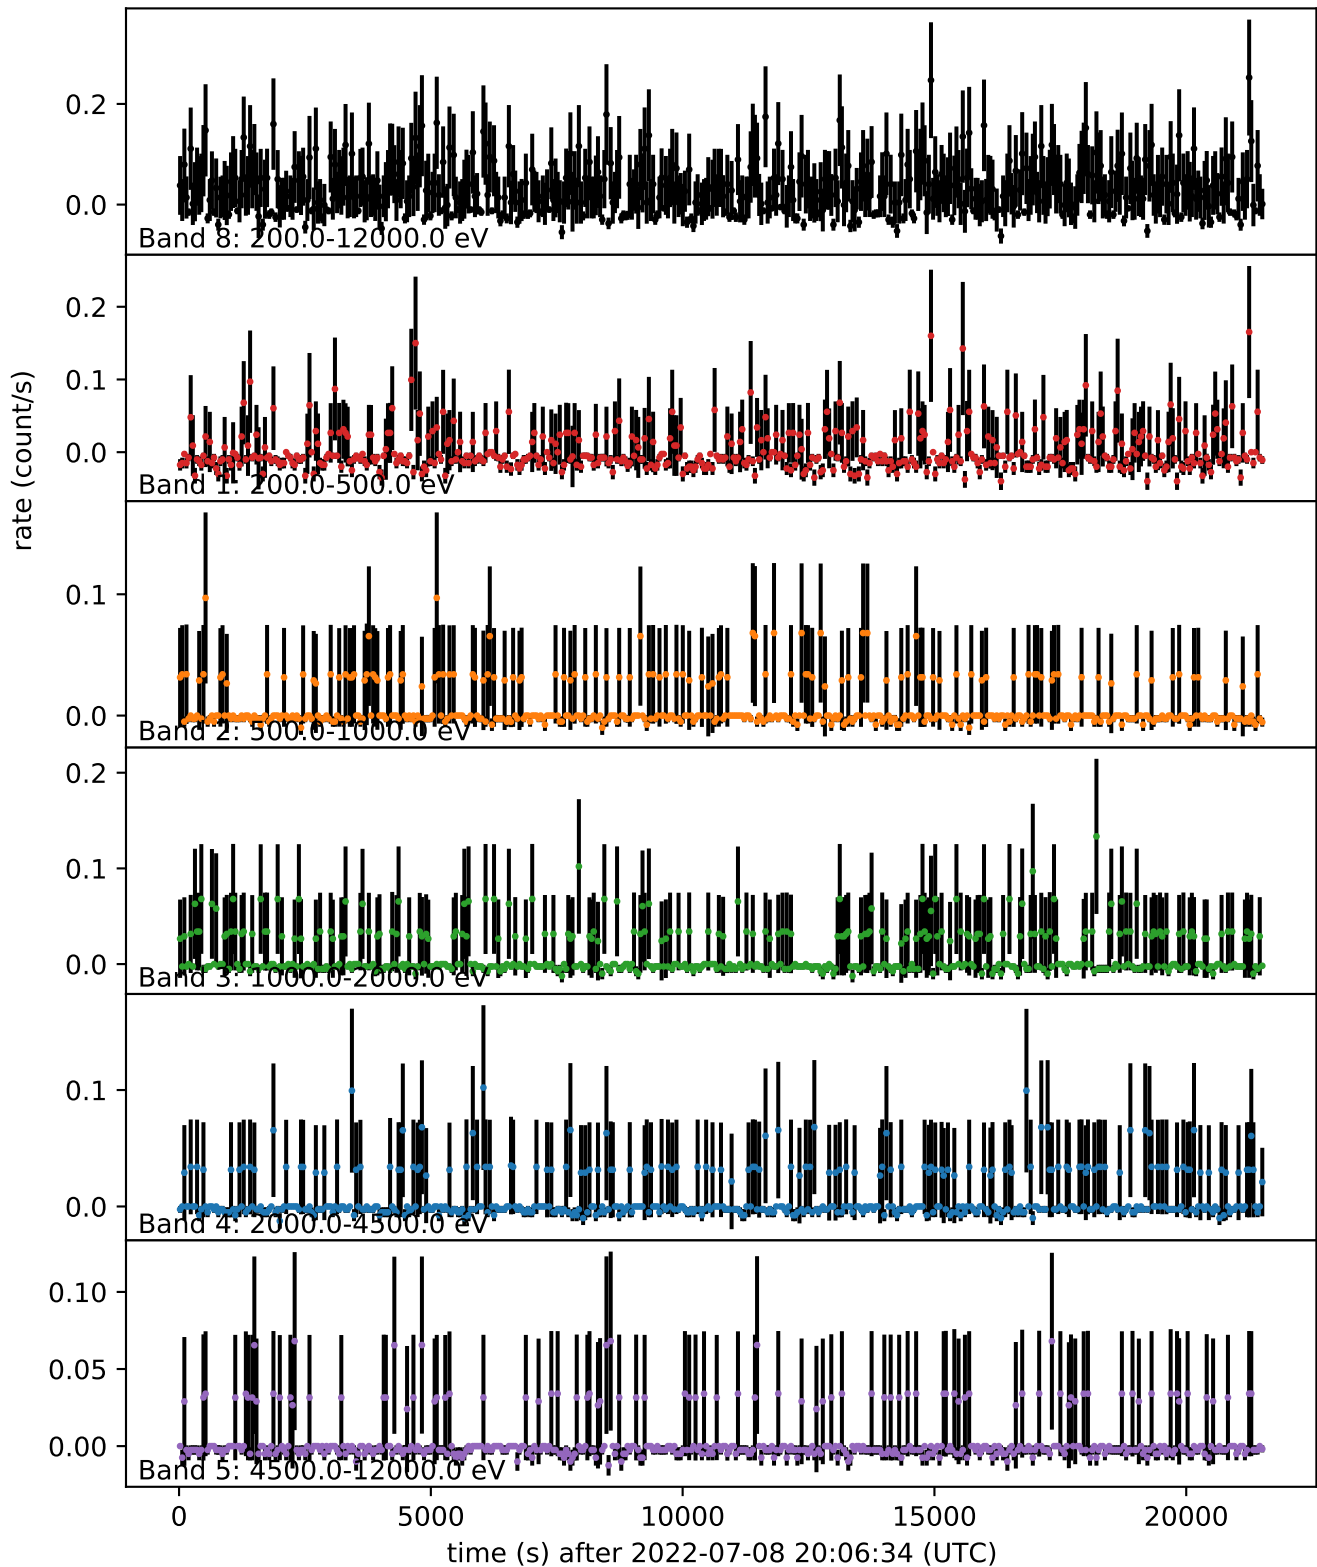 rate (count/s)
0.2
0.0
Band 8: 200.0-12000.0 eV
0.2
0.1
0.0
Band 1: 200.0-500.0 eV
0.1
0.0
Band 2: 500.0-1000.0 eV
0.2
0.1
0.0
Band 3: 1000.0-2000.0 eV
0.1
0.0
Band 4: 2000.0-4500.0 eV
0.10
0.05
0.00
Band 5: 4500.0-12000.0 eV
0 5000 10000 15000 20000
time (s) after 2022-07-08 20:06:34 (UTC)